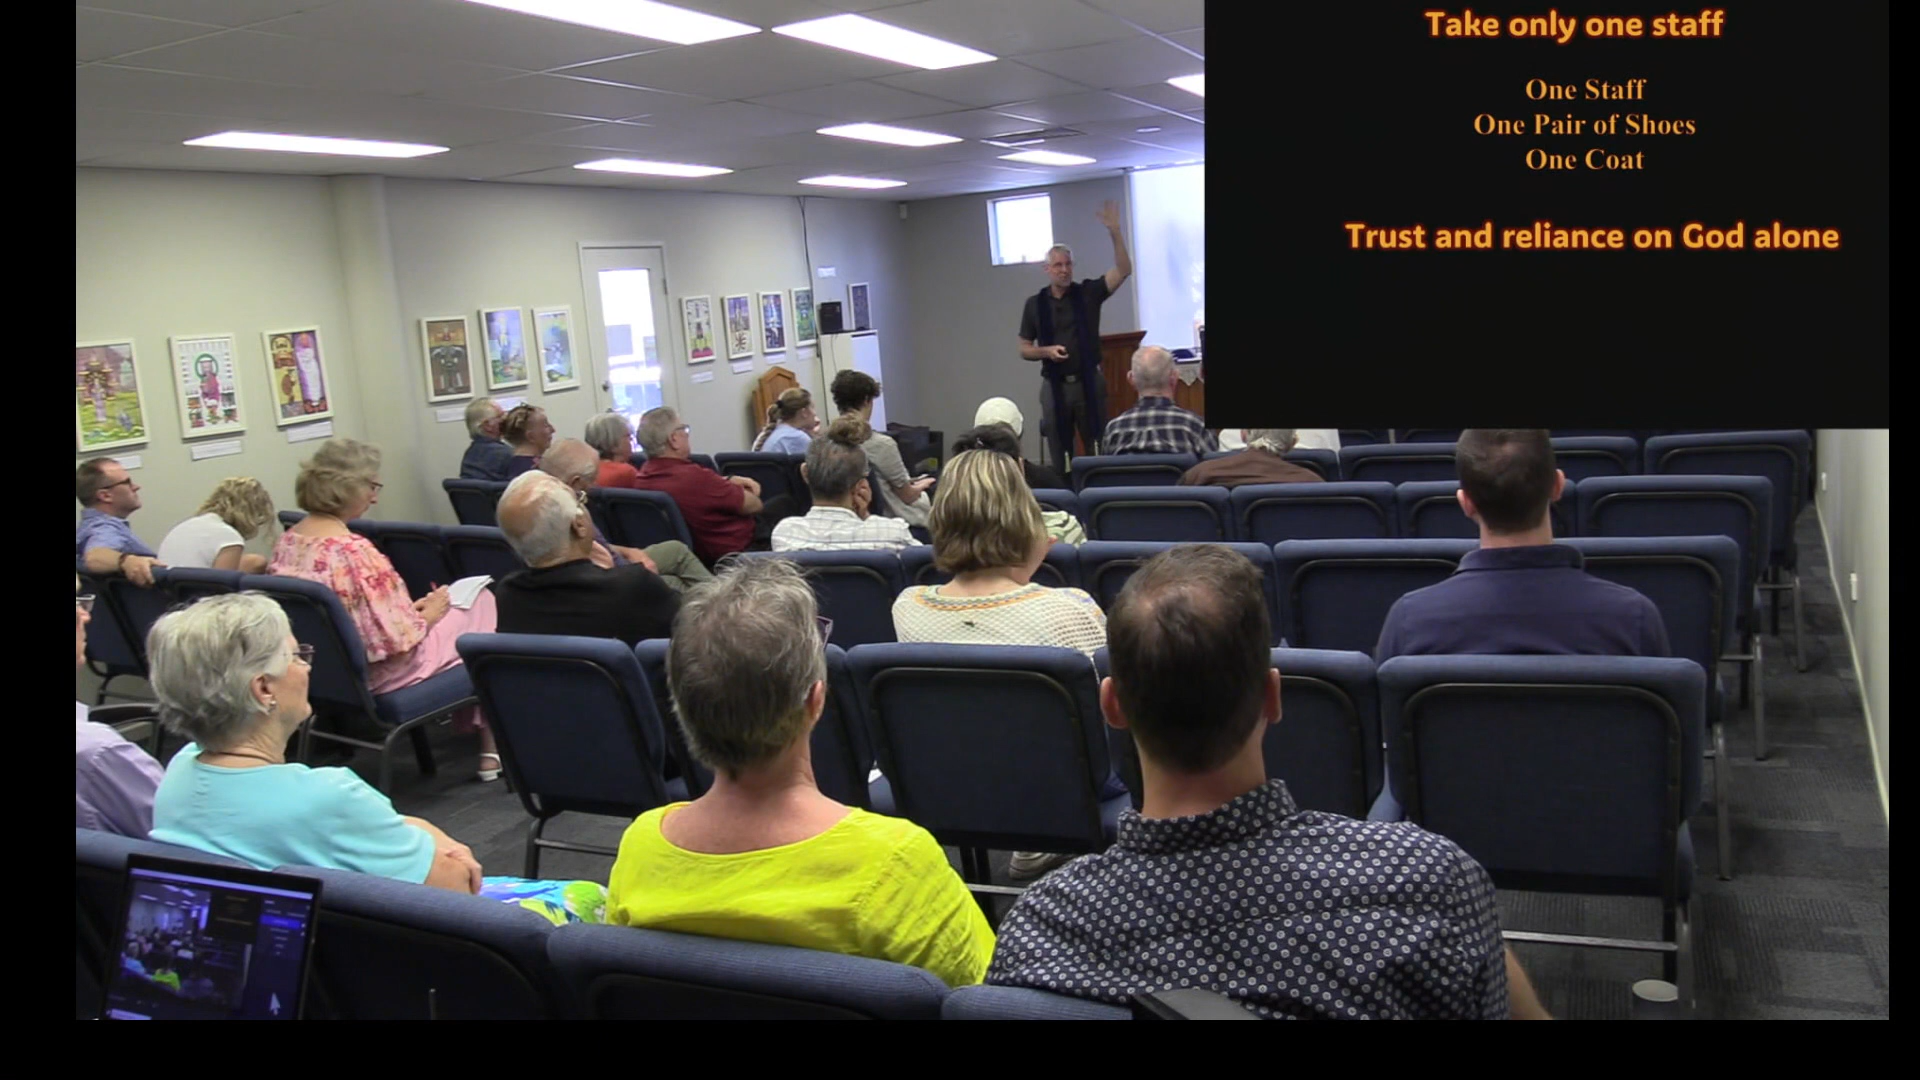 Take only one staff
One Staff
One Pair of Shoes
One Coat
Trust and reliance on God alone